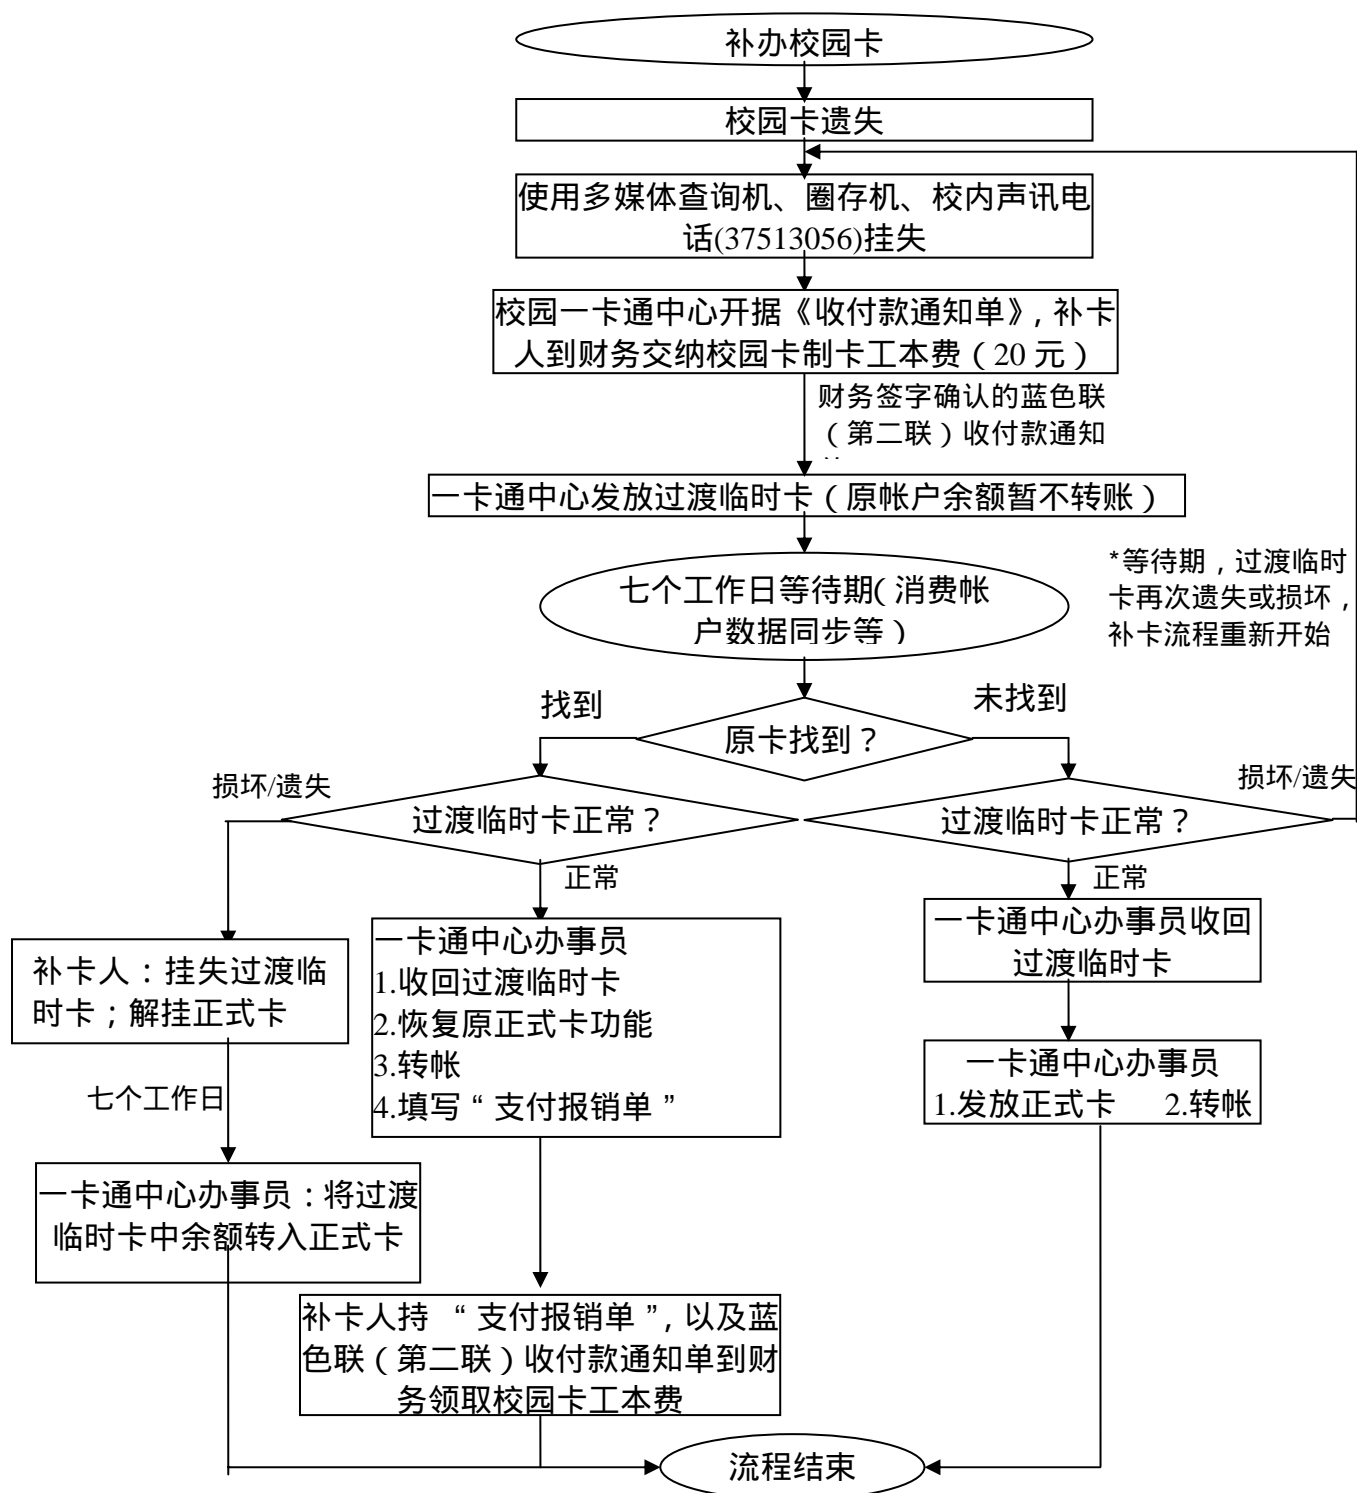 补办校园卡
校园卡遗失
使用多媒体查询机、圈存机、校内声讯电
话(37513056)挂失
校园一卡通中心开据《收付款通知单》,补卡
人到财务交纳校园卡制卡工本费（20 元）
财务签字确认的蓝色联
（第二联）收付款通知
一卡通中心发放过渡临时卡（原帐户余额暂不转账）
七个工作日等待期(消费帐
户数据同步等）
*等待期，过渡临时
卡再次遗失或损坏，
补卡流程重新开始
找到
未找到
原卡找到？
损坏/遗失
损坏/遗失
过渡临时卡正常？
过渡临时卡正常？
正常
正常
补卡人：挂失过渡临
时卡；解挂正式卡
一卡通中心办事员
1.收回过渡临时卡
2.恢复原正式卡功能
3.转帐
4.填写“支付报销单”
一卡通中心办事员收回
过渡临时卡
一卡通中心办事员
1.发放正式卡 2.转帐
七个工作日
一卡通中心办事员：将过渡
临时卡中余额转入正式卡
补卡人持 “支付报销单”,以及蓝
色联（第二联）收付款通知单到财
务领取校园卡工本费
流程结束